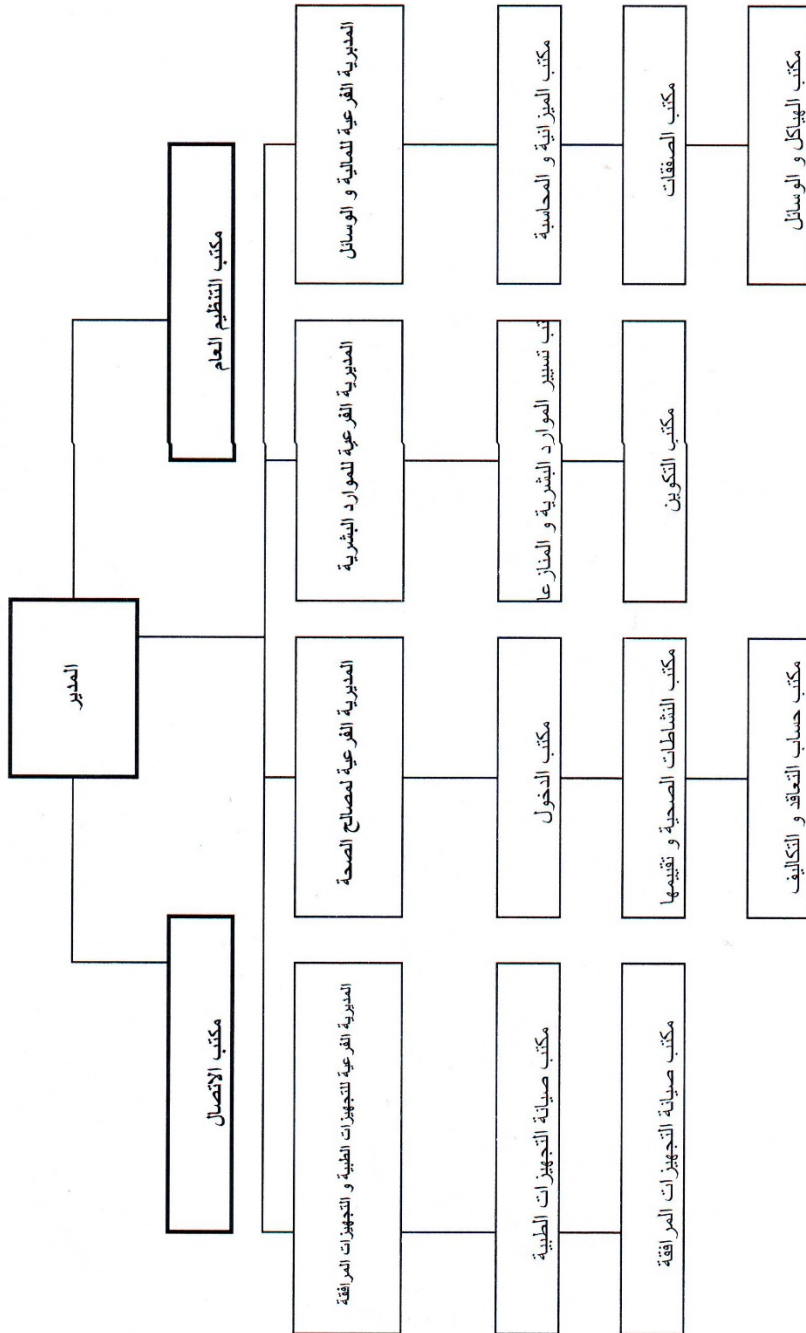 المدير
مكتب التنظيم العام
مكتب الاتصال
المديرية الفرعية للمالية و الوسائل
المديرية الفرعية للموارد البشرية
المديرية الفرعية لمصالح الصحة
المديرية الفرعية للتجهيزات الطبية و التجهيزات المرافقة
مكتب الميزانية و المحاسبة
تب تسيير الموارد البشرية و المنازعا
مكتب الدخول
مكتب صيانة التجهيزات الطبية
مكتب الصفقات
مكتب التكوين
مكتب النشاطات الصحية و تقييمها
مكتب صيانة التجهيزات المرافقة
مكتب الهياكل و الوسائل
مكتب حساب التعاقد و التكاليف